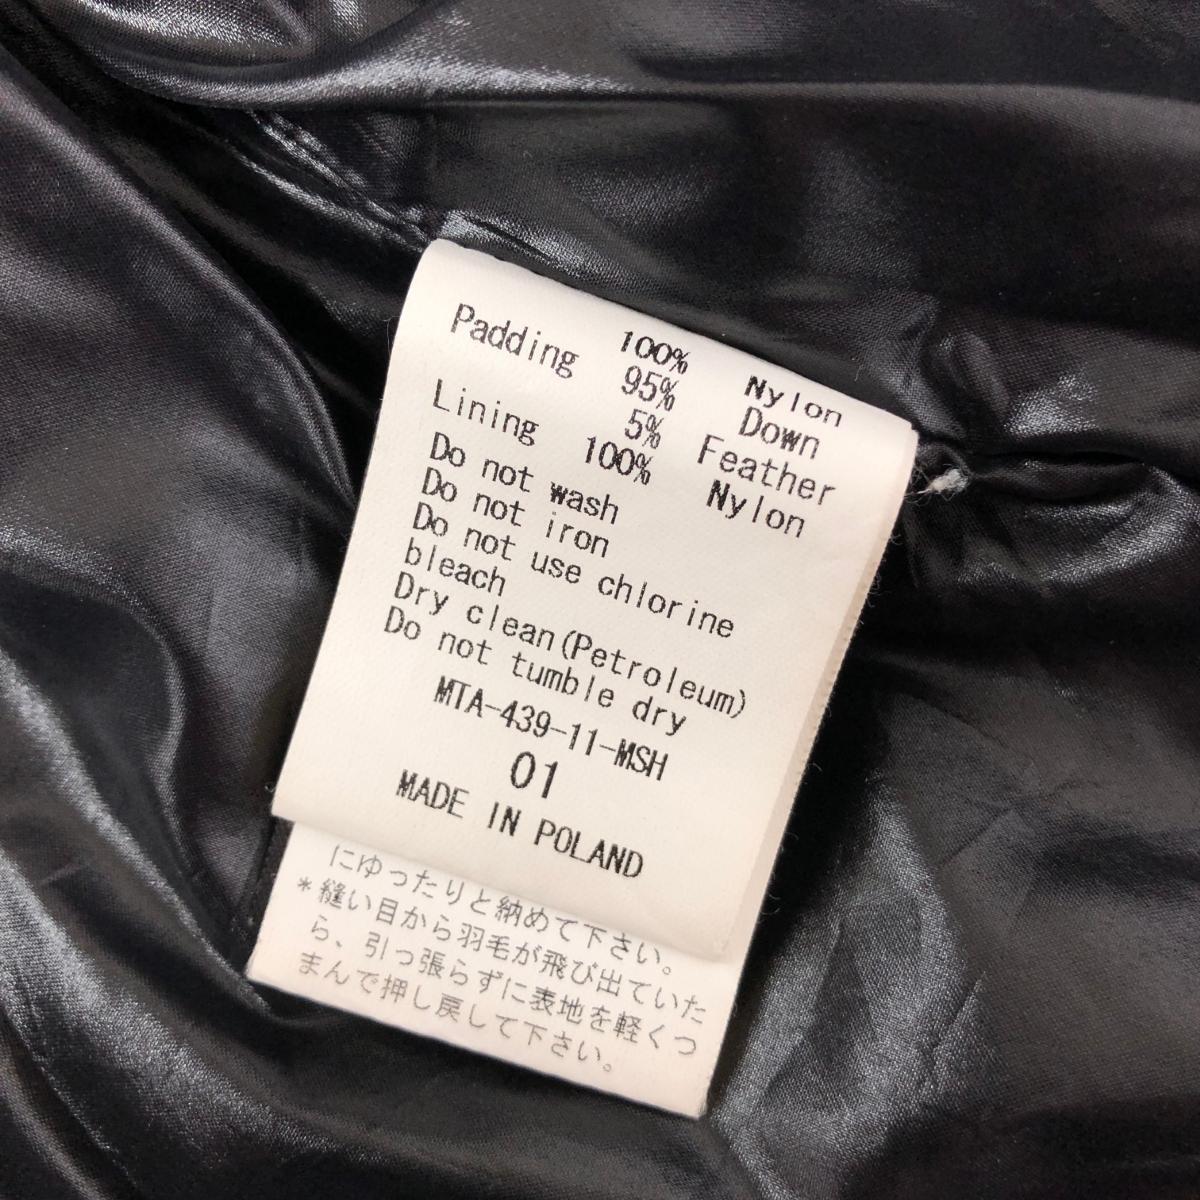 100% Nylon
Padding 95% Down
5% Feather
Lining 100% Nylon
Do not wash
Do not iron
Do not use chlorine
bleach
Dry clean(Petroleum)
Do not tumble dry
MTA-439-11-MSH
01
MADE IN POLAND
にゆったりと納めて下さい。
*縫い目から羽毛が飛び出ていた
ら、引っ張らずに表地を軽くつ
まんで押し戻して下さい。